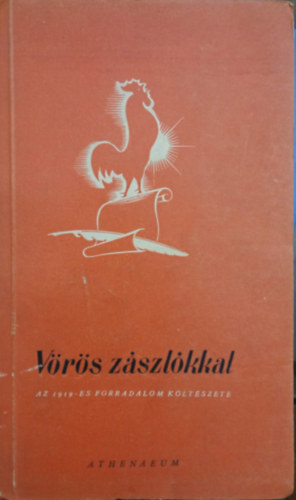 Vörös zászlókkal
AZ 1919-ES FORRADALOM KÖLTÉSZETE
ATHENAEUM